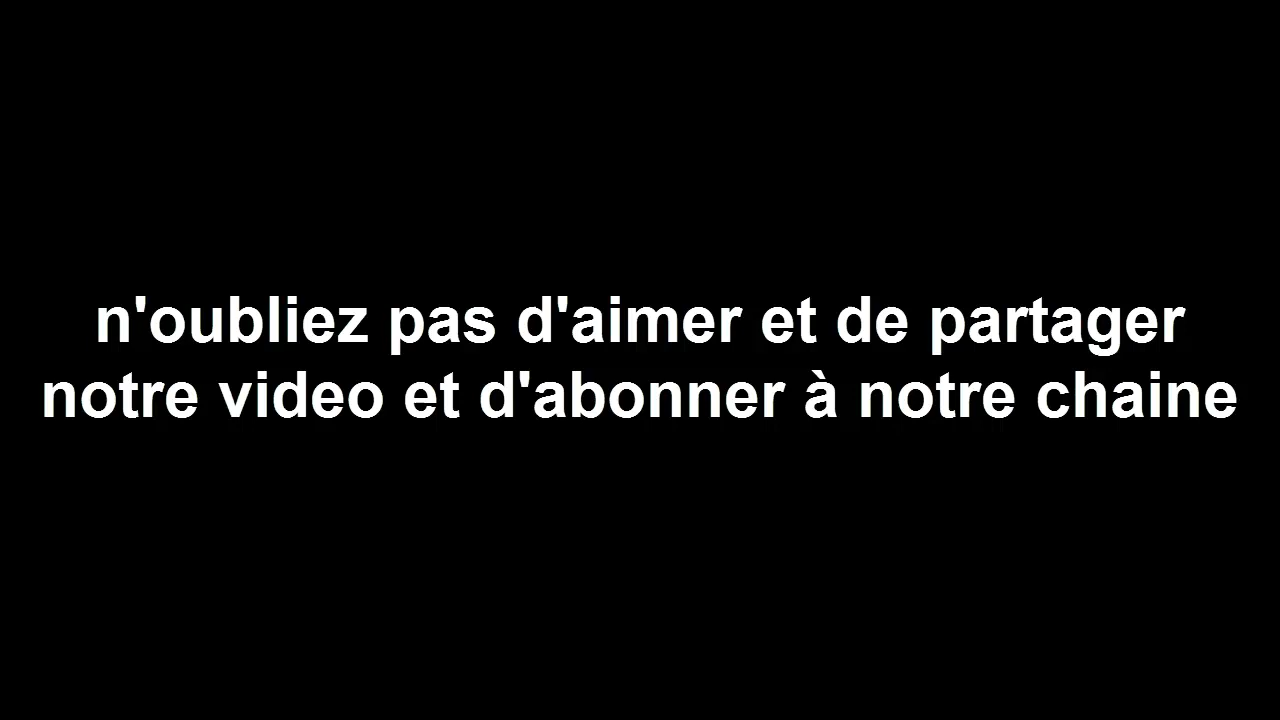 n'oubliez pas d'aimer et de partager
notre video et d'abonner à notre chaine